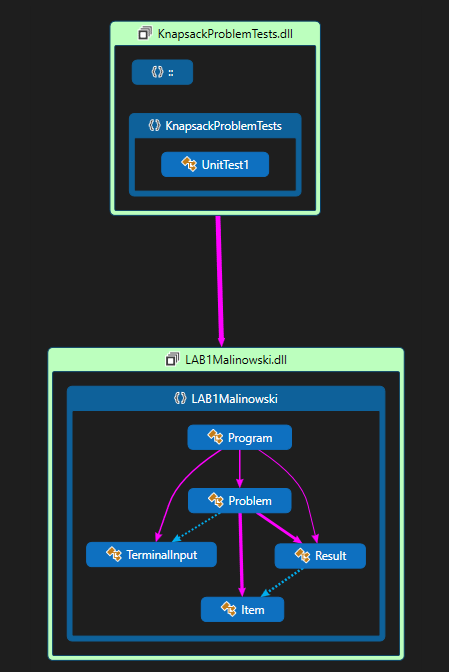 KnapsackProblemTests.dll
::
KnapsackProblemTests
UnitTest1
LAB1Malinowski.dll
LAB1Malinowski
Program
Problem
TerminalInput
Result
Item